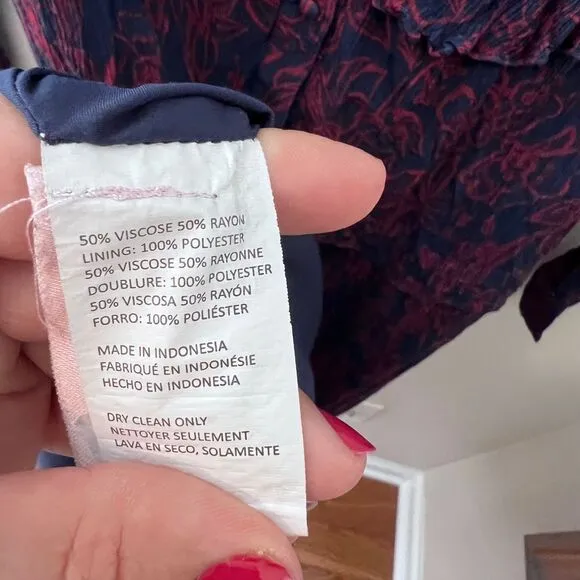 50% VISCOSE 50% RAYON
LINING: 100% POLYESTER
50% VISCOSE 50% RAYONNE
DOUBLURE: 100% POLYESTER
50% VISCOSA 50% RAYÓN
FORRO: 100% POLIÉSTER
MADE IN INDONESIA
FABRIQUÉ EN INDONÉSIE
HECHO EN INDONESIA
DRY CLEAN ONLY
NETTOYER SEULEMENT
LAVA EN SECO, SOLAMENTE